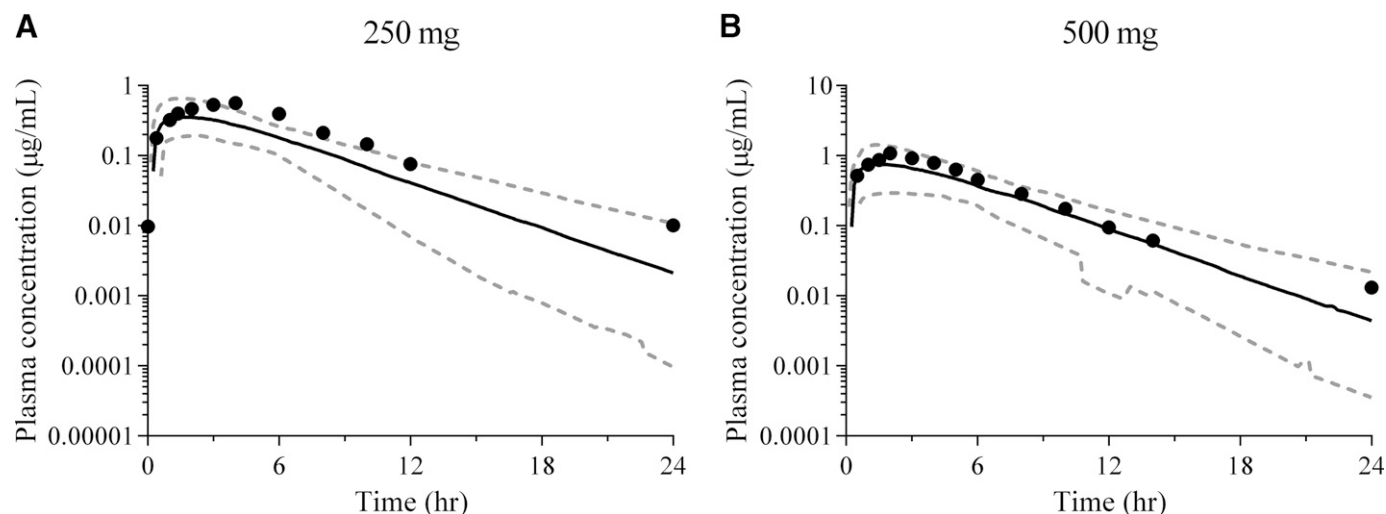 A
250 mg
Plasma concentration (μg/mL)
1
0.1
0.01
0.001
0.0001
0.00001
0
6
12
18
24
Time (hr)
B
500 mg
Plasma concentration (μg/mL)
10
1
0.1
0.01
0.001
0.0001
0
6
12
18
24
Time (hr)